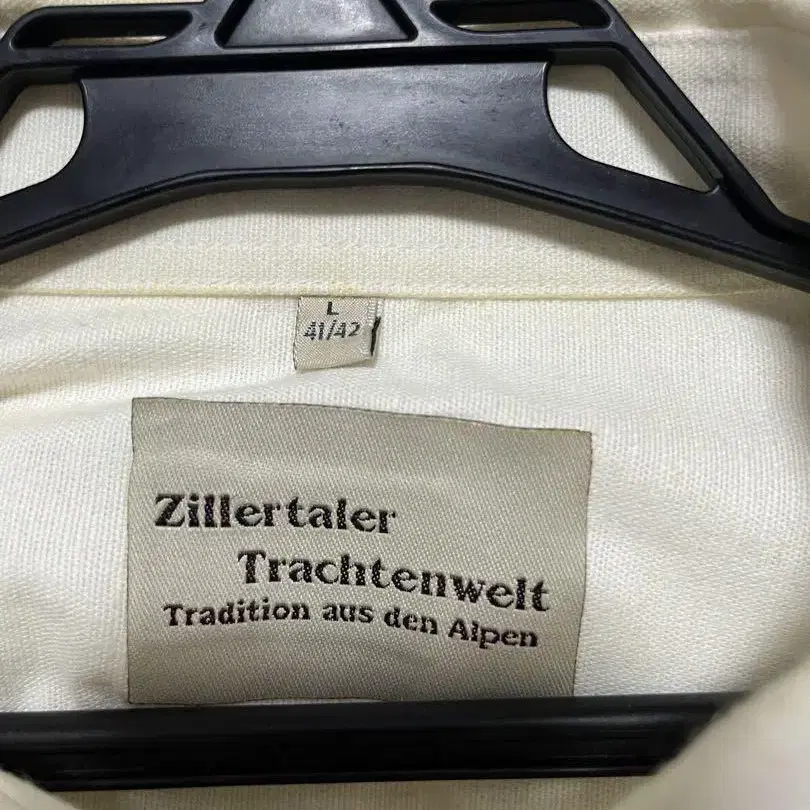 L
41/42
Zillertaler
Trachtenwelt
Tradition aus den Alpen